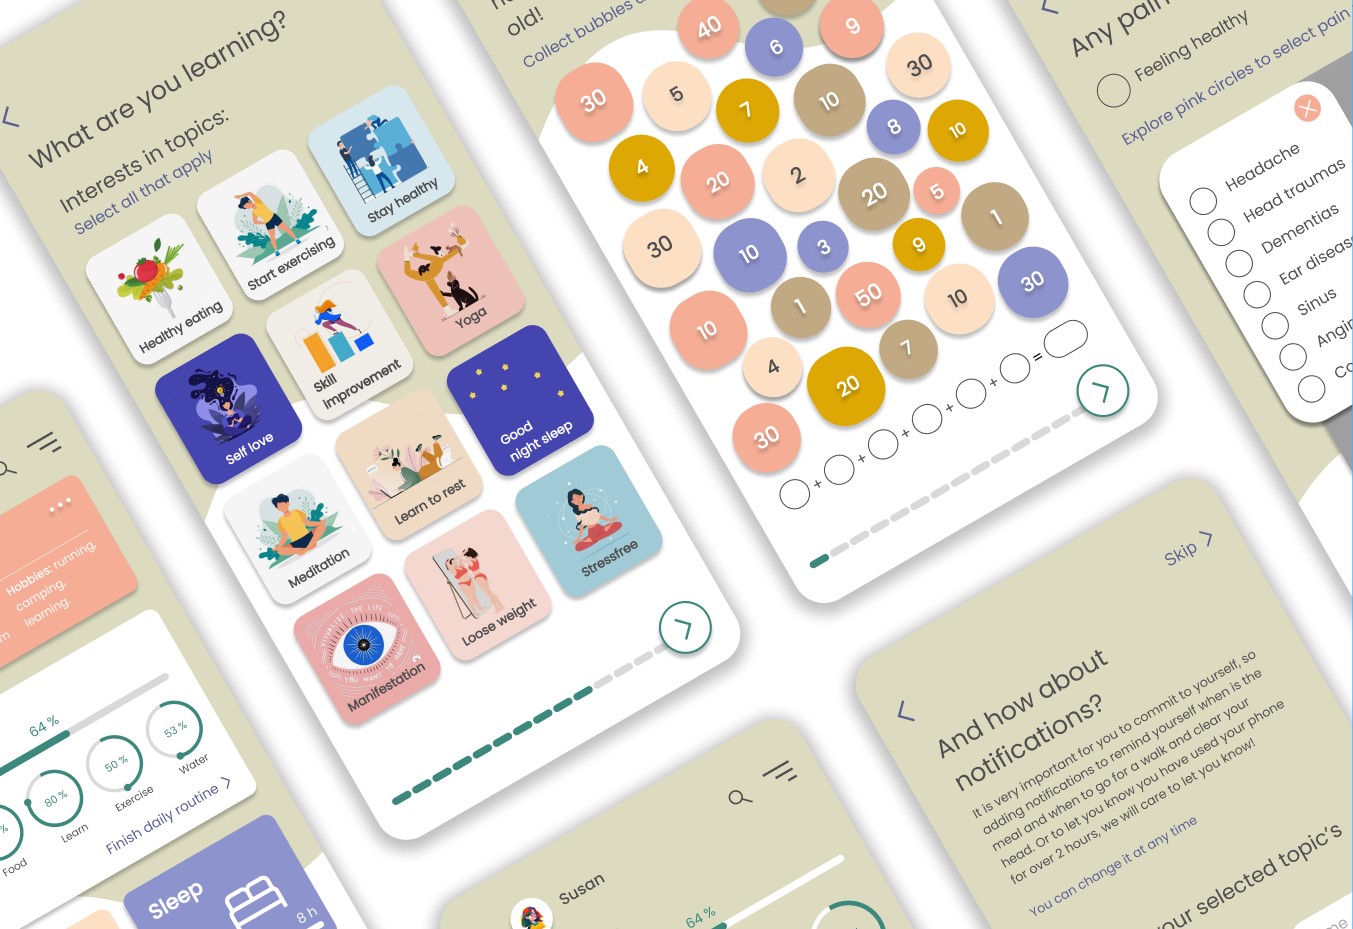 What are you learning?
Interests in topics:
Select all that apply
Healthy eating
Start exercising
Stay healthy
Self love
Skill
improvement
Yoga
Meditation
Learn to rest
Good
night sleep
VISUALIZE THE LIFE
YOU WANT TO HAVE
Manifestation
Loose weight
Stressfree
old!
Collect bubbles
40
6
9
30
5
7
10
30
4
20
2
8
10
30
10
3
20
5
1
10
1
50
9
10
30
4
20
7
30
+ + + + + =
Any pain
Feeling healthy
Explore pink circles to select pain
Headache
Head traumas
Dementias
Ear disease
Sinus
Hobbies: running,
camping,
learning.
64 %
80 %
50 %
53 %
Food
Learn
Exercise
Water
Finish daily routine
Sleep
8 h
Susan
64 %
Skip
And how about
notifications?
It is very important for you to commit to yourself, so
adding notifications to remind yourself when is the
meal and when to go for a walk and clear your
head. Or to let you know you have used your phone
for over 2 hours, we will care to let you know!
You can change it at any time
your selected topic's